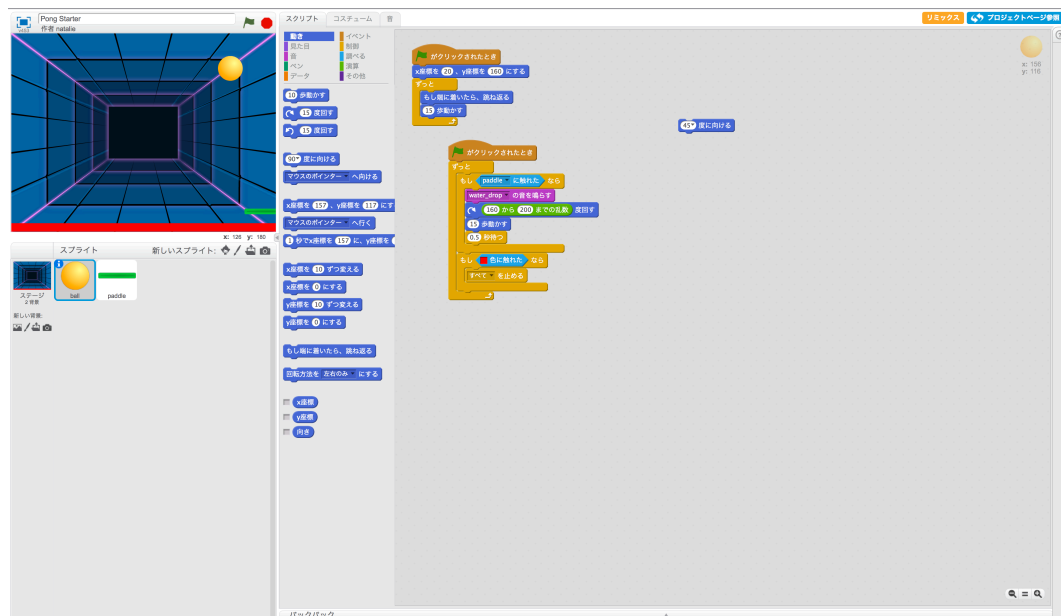 Pong Starter
作者 natalie
v453
スクリプト
コスチューム
音
リミックス
プロジェクトページ参照
動き
見た目
音
ペン
データ
イベント
制御
調べる
演算
その他
10 歩動かす
15 度回す
15 度回す
90 度に向ける
マウスのポインター へ向ける
x座標を 157 、y座標を 117 にす
マウスのポインター へ行く
1 秒でx座標を 157 に、y座標を
x座標を 10 ずつ変える
x座標を 0 にする
y座標を 10 ずつ変える
y座標を 0 にする
もし端に着いたら、跳ね返る
回転方法を 左右のみ にする
x座標
y座標
向き
がクリックされたとき
x座標を 20 、y座標を 160 にする
ずっと
もし端に着いたら、跳ね返る
15 歩動かす
がクリックされたとき
ずっと
もし paddle に触れた なら
water_drop の音を鳴らす
160 から 200 までの乱数 度回す
15 歩動かす
0.5 秒待つ
もし 色に触れた なら
すべて を止める
45 度に向ける
x: 156
y: 116
x: 126 y: 180
スプライト
新しいスプライト:
ステージ
2 背景
ball
paddle
新しい背景:
バックパック